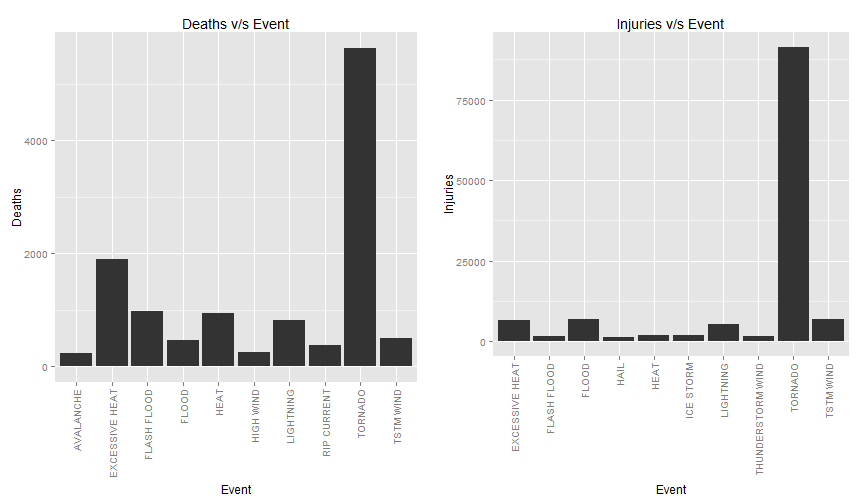 Deaths v/s Event
Deaths
4000
2000
0
AVALANCHE
EXCESSIVE HEAT
FLASH FLOOD
FLOOD
HEAT
HIGH WIND
LIGHTNING
RIP CURRENT
TORNADO
TSTM WIND
Event
Injuries v/s Event
Injuries
75000
50000
25000
0
EXCESSIVE HEAT
FLASH FLOOD
FLOOD
HAIL
HEAT
ICE STORM
LIGHTNING
THUNDERSTORM WIND
TORNADO
TSTM WIND
Event